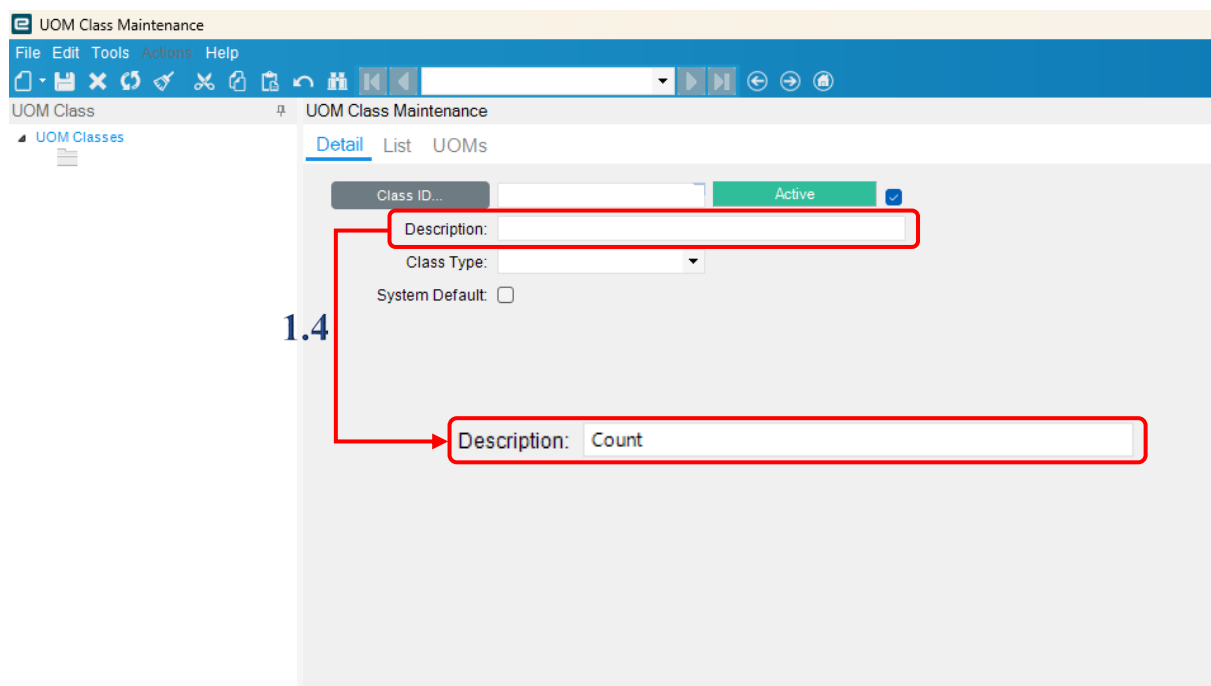 UOM Class Maintenance
File Edit Tools Actions Help
UOM Class
UOM Class Maintenance
UOM Classes
Detail List UOMs
Class ID...
Active
Description:
Class Type:
System Default:
1.4
Description: Count